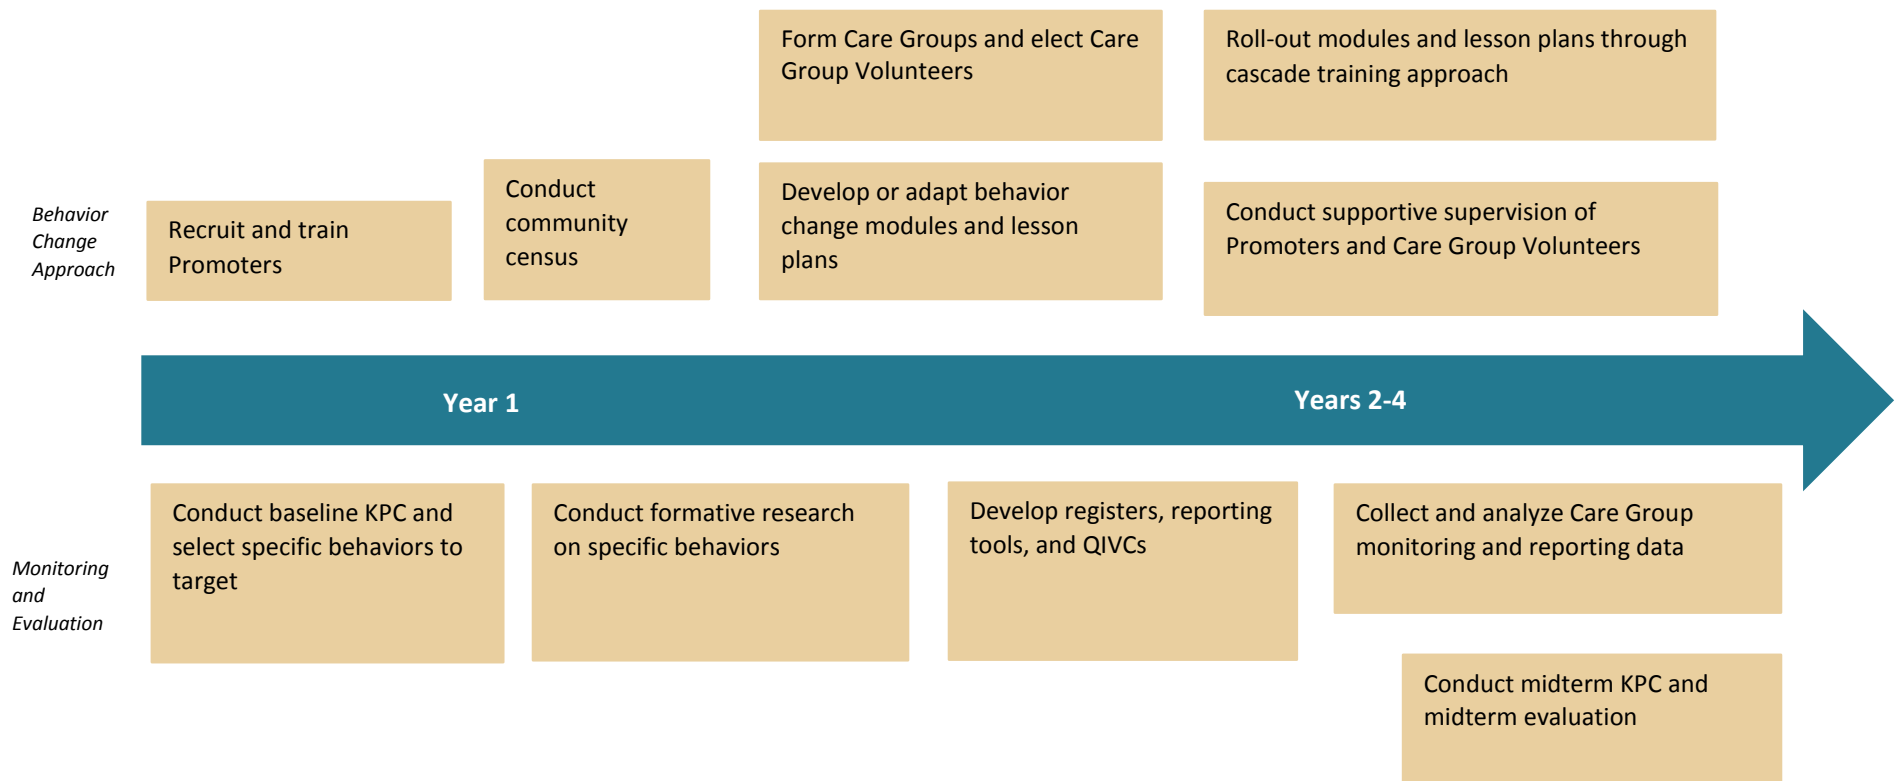 Form Care Groups and elect Care
Group Volunteers
Roll-out modules and lesson plans through
cascade training approach
Behavior
Change
Approach
Recruit and train
Promoters
Conduct
community
census
Develop or adapt behavior
change modules and lesson
plans
Conduct supportive supervision of
Promoters and Care Group Volunteers
Year 1
Years 2-4
Monitoring
and
Evaluation
Conduct baseline KPC and
select specific behaviors to
target
Conduct formative research
on specific behaviors
Develop registers, reporting
tools, and QIVCs
Collect and analyze Care Group
monitoring and reporting data
Conduct midterm KPC and
midterm evaluation